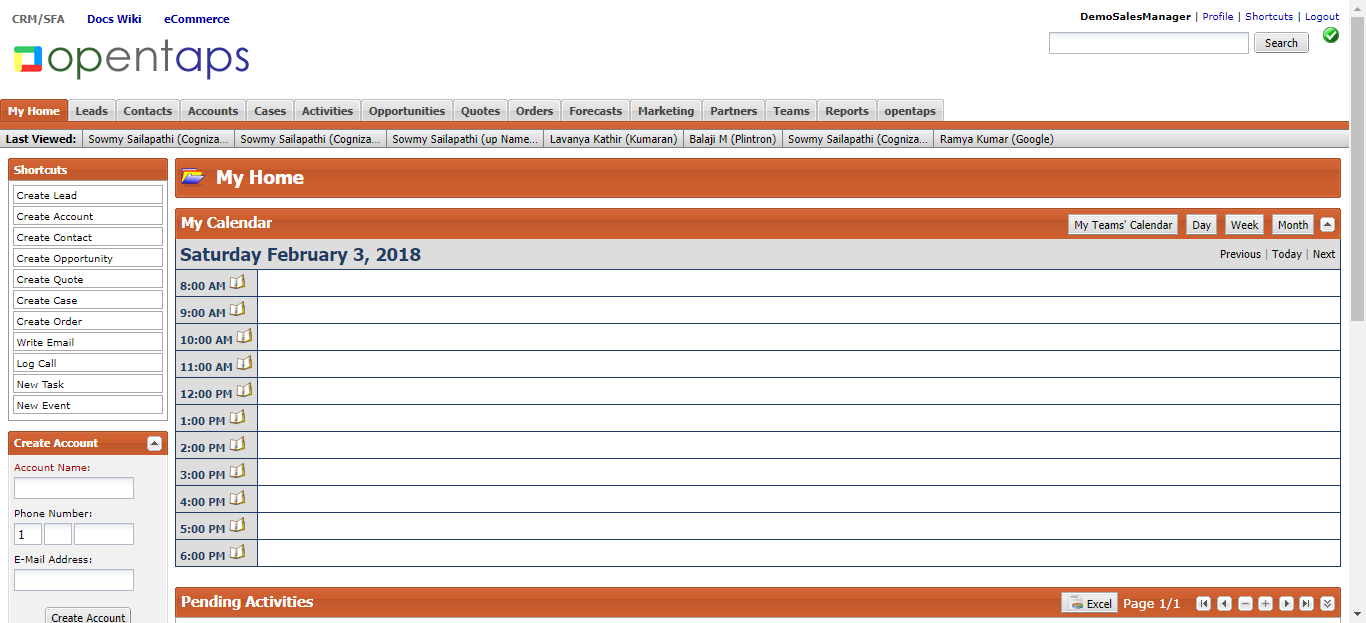 CRM/SFA Docs Wiki eCommerce
DemoSalesManager | Profile | Shortcuts | Logout
opentaps
Search
My Home Leads Contacts Accounts Cases Activities Opportunities Quotes Orders Forecasts Marketing Partners Teams Reports opentaps
Last Viewed: Sowmy Sailapathi (Cogniza... Sowmy Sailapathi (Cogniza... Sowmy Sailapathi (up Name... Lavanya Kathir (Kumaran) Balaji M (Plintron) Sowmy Sailapathi (Cogniza... Ramya Kumar (Google)
Shortcuts
Create Lead
Create Account
Create Contact
Create Opportunity
Create Quote
Create Case
Create Order
Write Email
Log Call
New Task
New Event
Create Account
Account Name:
Phone Number:
1
E-Mail Address:
Create Account
My Home
My Calendar
My Teams' Calendar Day Week Month
Saturday February 3, 2018
Previous | Today | Next
8:00 AM
9:00 AM
10:00 AM
11:00 AM
12:00 PM
1:00 PM
2:00 PM
3:00 PM
4:00 PM
5:00 PM
6:00 PM
Pending Activities
Excel Page 1/1